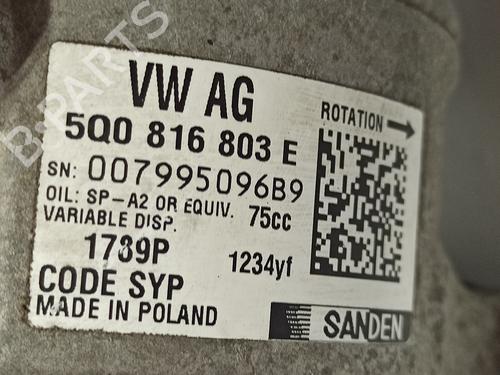 B-PARTS
VW AG
ROTATION
5Q0 816 803 E
SN: 007995096B9
OIL: SP-A2 OR EQUIV. 75cc
VARIABLE DISP.
1789P 1234yf
CODE SYP
MADE IN POLAND
SANDEN